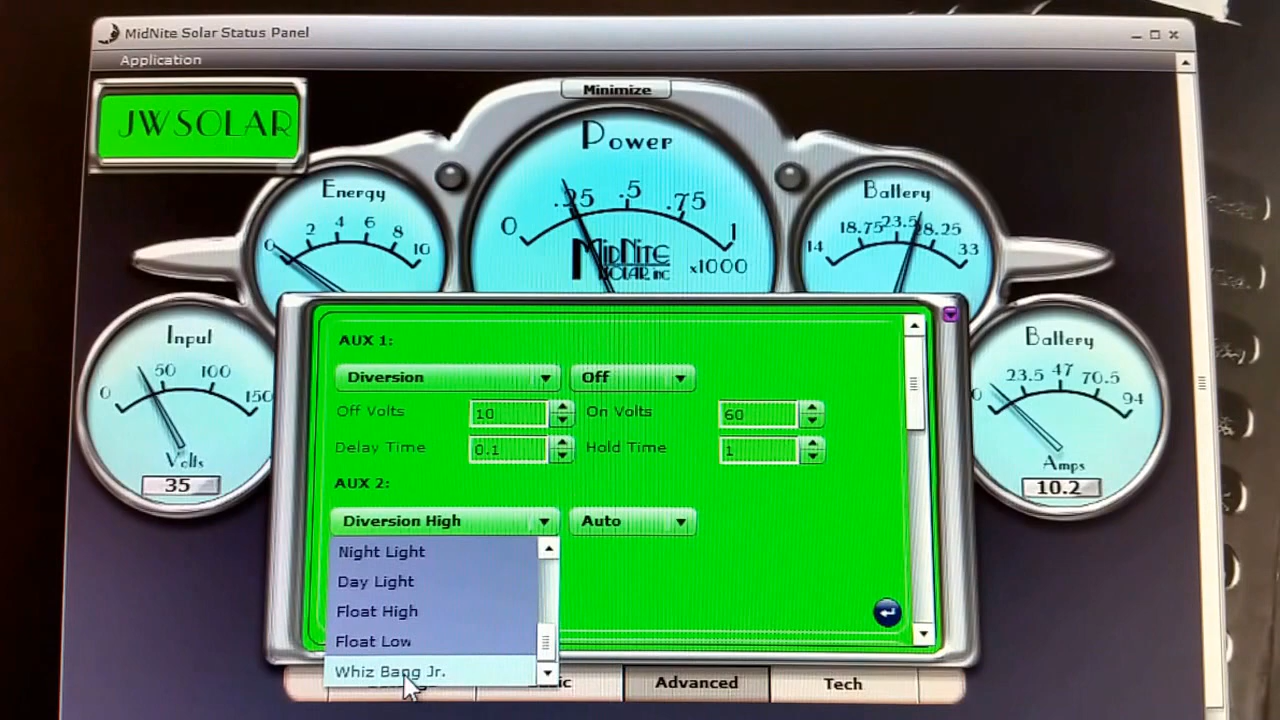 MidNite Solar Status Panel
Application
Minimize
JW SOLAR
Power
0 .25 .5 .75 1
x1000
MIDNITE
SOLAR INC
Energy
0 2 4 6 8 10
Battery
14 18.75 23.5 28.25 33
Input
0 50 100 150
Volts
35
Battery
0 23.5 47 70.5 94
Amps
10.2
AUX 1:
Diversion Off
Off Volts 10 On Volts 60
Delay Time 0.1 Hold Time 1
AUX 2:
Diversion High Auto
Night Light
Day Light
Float High
Float Low
Whiz Bang Jr.
Advanced Tech